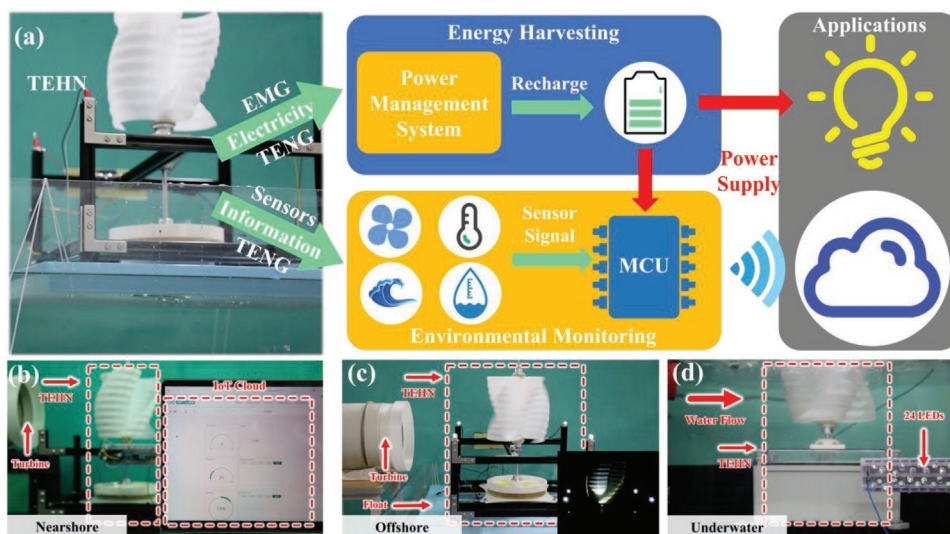 (a)
TEHN
EMG
Electricity
TENG
Sensors
Information
TENG
Energy Harvesting
Power
Management
System
Recharge
Power
Supply
Sensor
Signal
MCU
Environmental Monitoring
Applications
(b)
TEHN
IoT Cloud
Turbine
Nearshore
(c)
TEHN
Turbine
Float
Offshore
(d)
Water Flow
24 LEDs
TEHN
Underwater